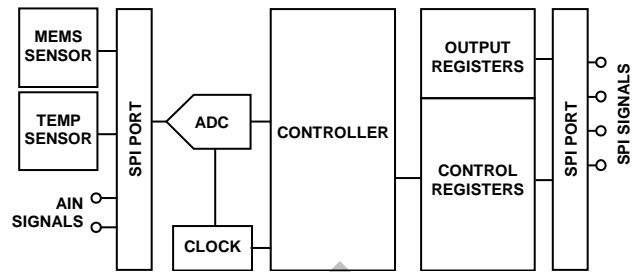 MEMS
SENSOR
TEMP
SENSOR
AIN
SIGNALS
SPI PORT
ADC
CLOCK
CONTROLLER
OUTPUT
REGISTERS
CONTROL
REGISTERS
SPI PORT
SPI SIGNALS